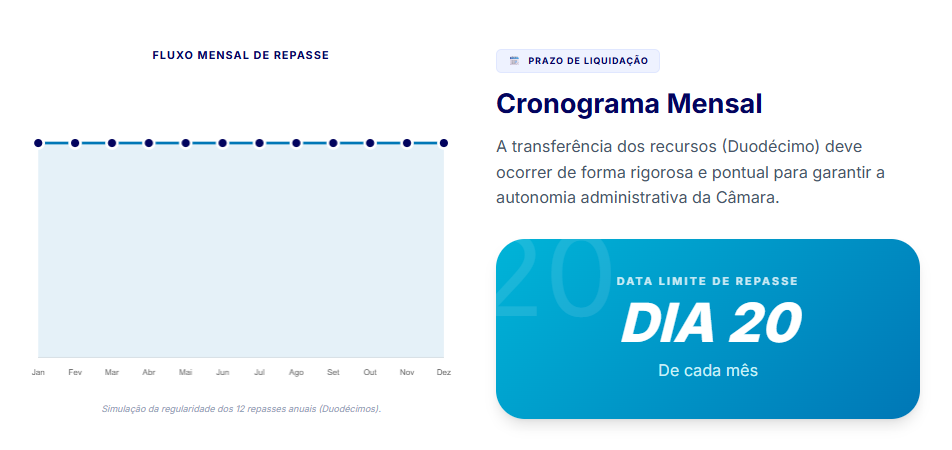 FLUXO MENSAL DE REPASSE
Jan Fev Mar Abr Mai Jun Jul Ago Set Out Nov Dez
Simulação da regularidade dos 12 repasses anuais (Duodécimos).
PRAZO DE LIQUIDAÇÃO
Cronograma Mensal
A transferência dos recursos (Duodécimo) deve
ocorrer de forma rigorosa e pontual para garantir a
autonomia administrativa da Câmara.
20
DATA LIMITE DE REPASSE
DIA 20
De cada mês